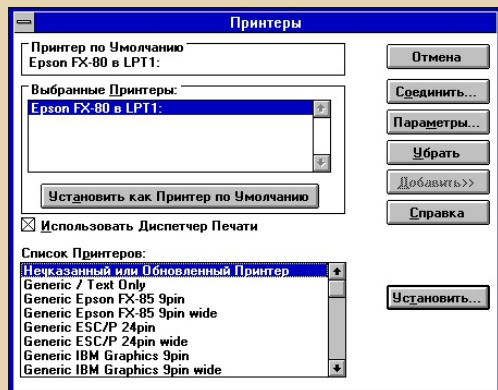 Принтеры
Принтер по Умолчанию
Epson FX-80 в LPT1:
Выбранные Принтеры:
Epson FX-80 в LPT1:
Установить как Принтер по Умолчанию
Использовать Диспетчер Печати
Список Принтеров:
Неуказанный или Обновленный Принтер
Generic / Text Only
Generic Epson FX-85 9pin
Generic Epson FX-85 9pin wide
Generic ESC/P 24pin
Generic ESC/P 24pin wide
Generic IBM Graphics 9pin
Generic IBM Graphics 9pin wide
Отмена
Соединить...
Параметры...
Убрать
Добавить>>
Справка
Установить...